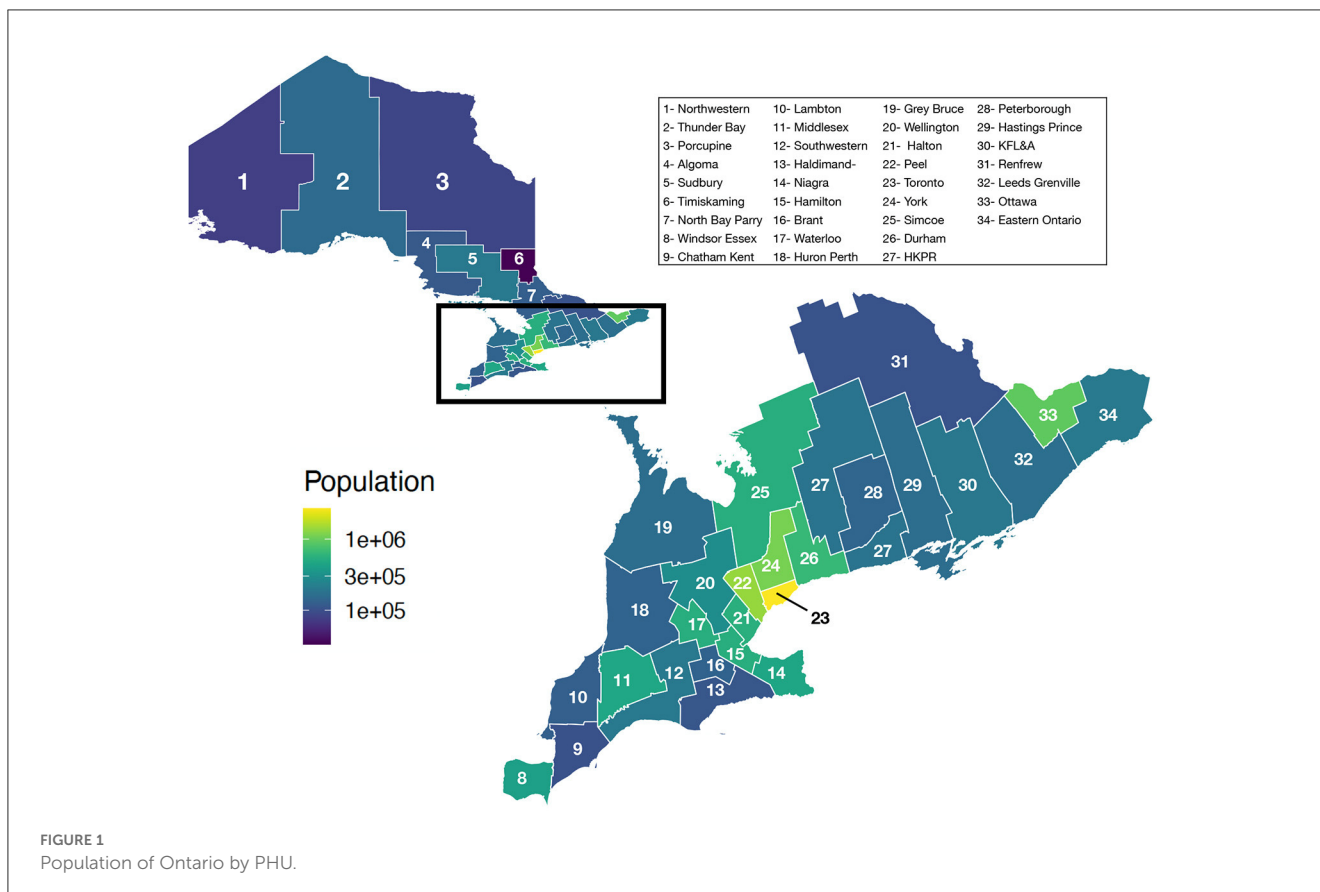 1- Northwestern 10- Lambton 19- Grey Bruce 28- Peterborough
2- Thunder Bay 11- Middlesex 20- Wellington 29- Hastings Prince
3- Porcupine 12- Southwestern 21- Halton 30- KFL&A
4- Algoma 13- Haldimand- 22- Peel 31- Renfrew
5- Sudbury 14- Niagra 23- Toronto 32- Leeds Grenville
6- Timiskaming 15- Hamilton 24- York 33- Ottawa
7- North Bay Parry 16- Brant 25- Simcoe 34- Eastern Ontario
8- Windsor Essex 17- Waterloo 26- Durham
9- Chatham Kent 18- Huron Perth 27- HKPR
1
2
3
4
5
6
7
31
33
34
32
25
27
28
29
30
19
24
26
27
20
22
23
18
17
21
15
16
14
11
12
13
10
9
8
Population
1e+06
3e+05
1e+05
FIGURE 1
Population of Ontario by PHU.